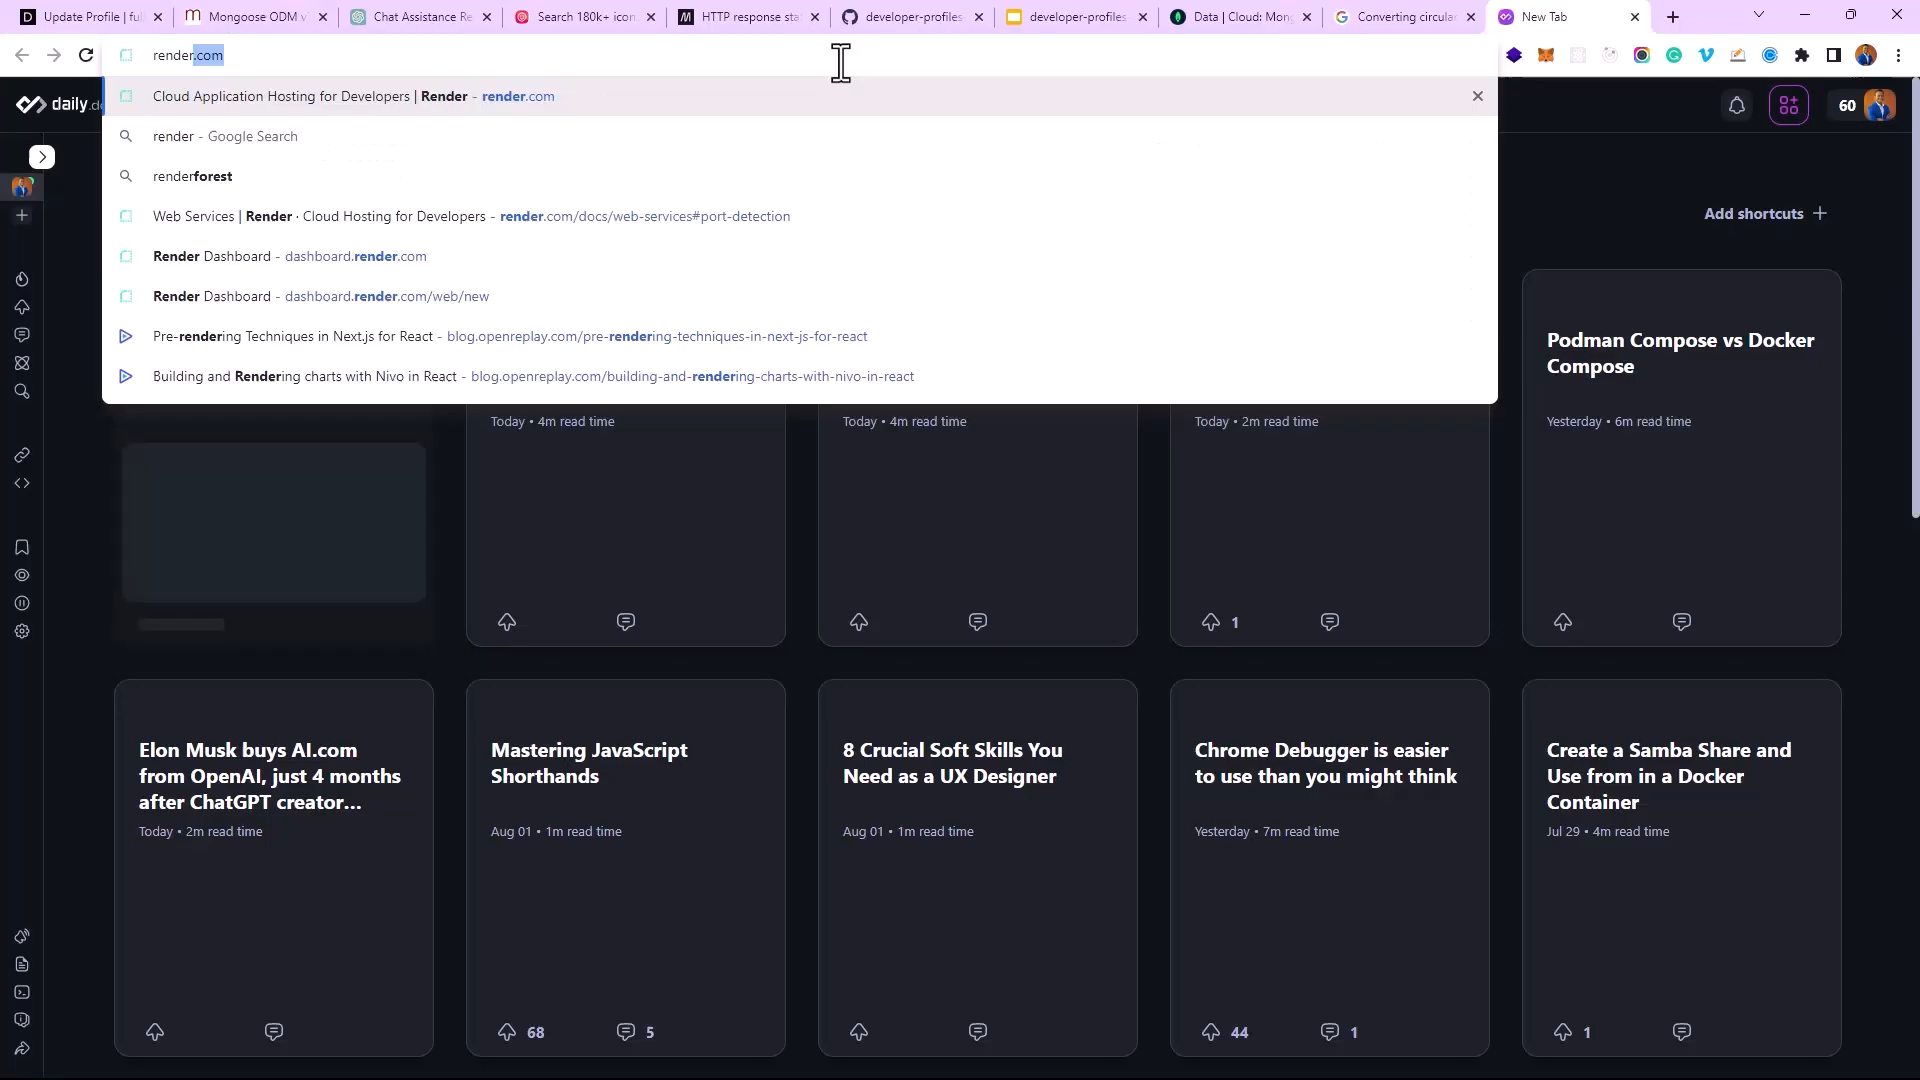 Update Profile | ful
Mongoose ODM v
Chat Assistance Re
Search 180k+ icon
HTTP response sta
developer-profiles
developer-profiles
Data | Cloud: Mon
Converting circula
New Tab
render.com
Cloud Application Hosting for Developers | Render - render.com
render - Google Search
renderforest
Web Services | Render · Cloud Hosting for Developers - render.com/docs/web-services#port-detection
Render Dashboard - dashboard.render.com
Render Dashboard - dashboard.render.com/web/new
Pre-rendering Techniques in Next.js for React - blog.openreplay.com/pre-rendering-techniques-in-next-js-for-react
Building and Rendering charts with Nivo in React - blog.openreplay.com/building-and-rendering-charts-with-nivo-in-react
daily.d
60
Add shortcuts
Podman Compose vs Docker
Compose
Today • 4m read time
Today • 4m read time
Today • 2m read time
Yesterday • 6m read time
1
Elon Musk buys AI.com
from OpenAI, just 4 months
after ChatGPT creator...
Today • 2m read time
Mastering JavaScript
Shorthands
Aug 01 • 1m read time
8 Crucial Soft Skills You
Need as a UX Designer
Aug 01 • 1m read time
Chrome Debugger is easier
to use than you might think
Yesterday • 7m read time
Create a Samba Share and
Use from in a Docker
Container
Jul 29 • 4m read time
68
5
44
1
1